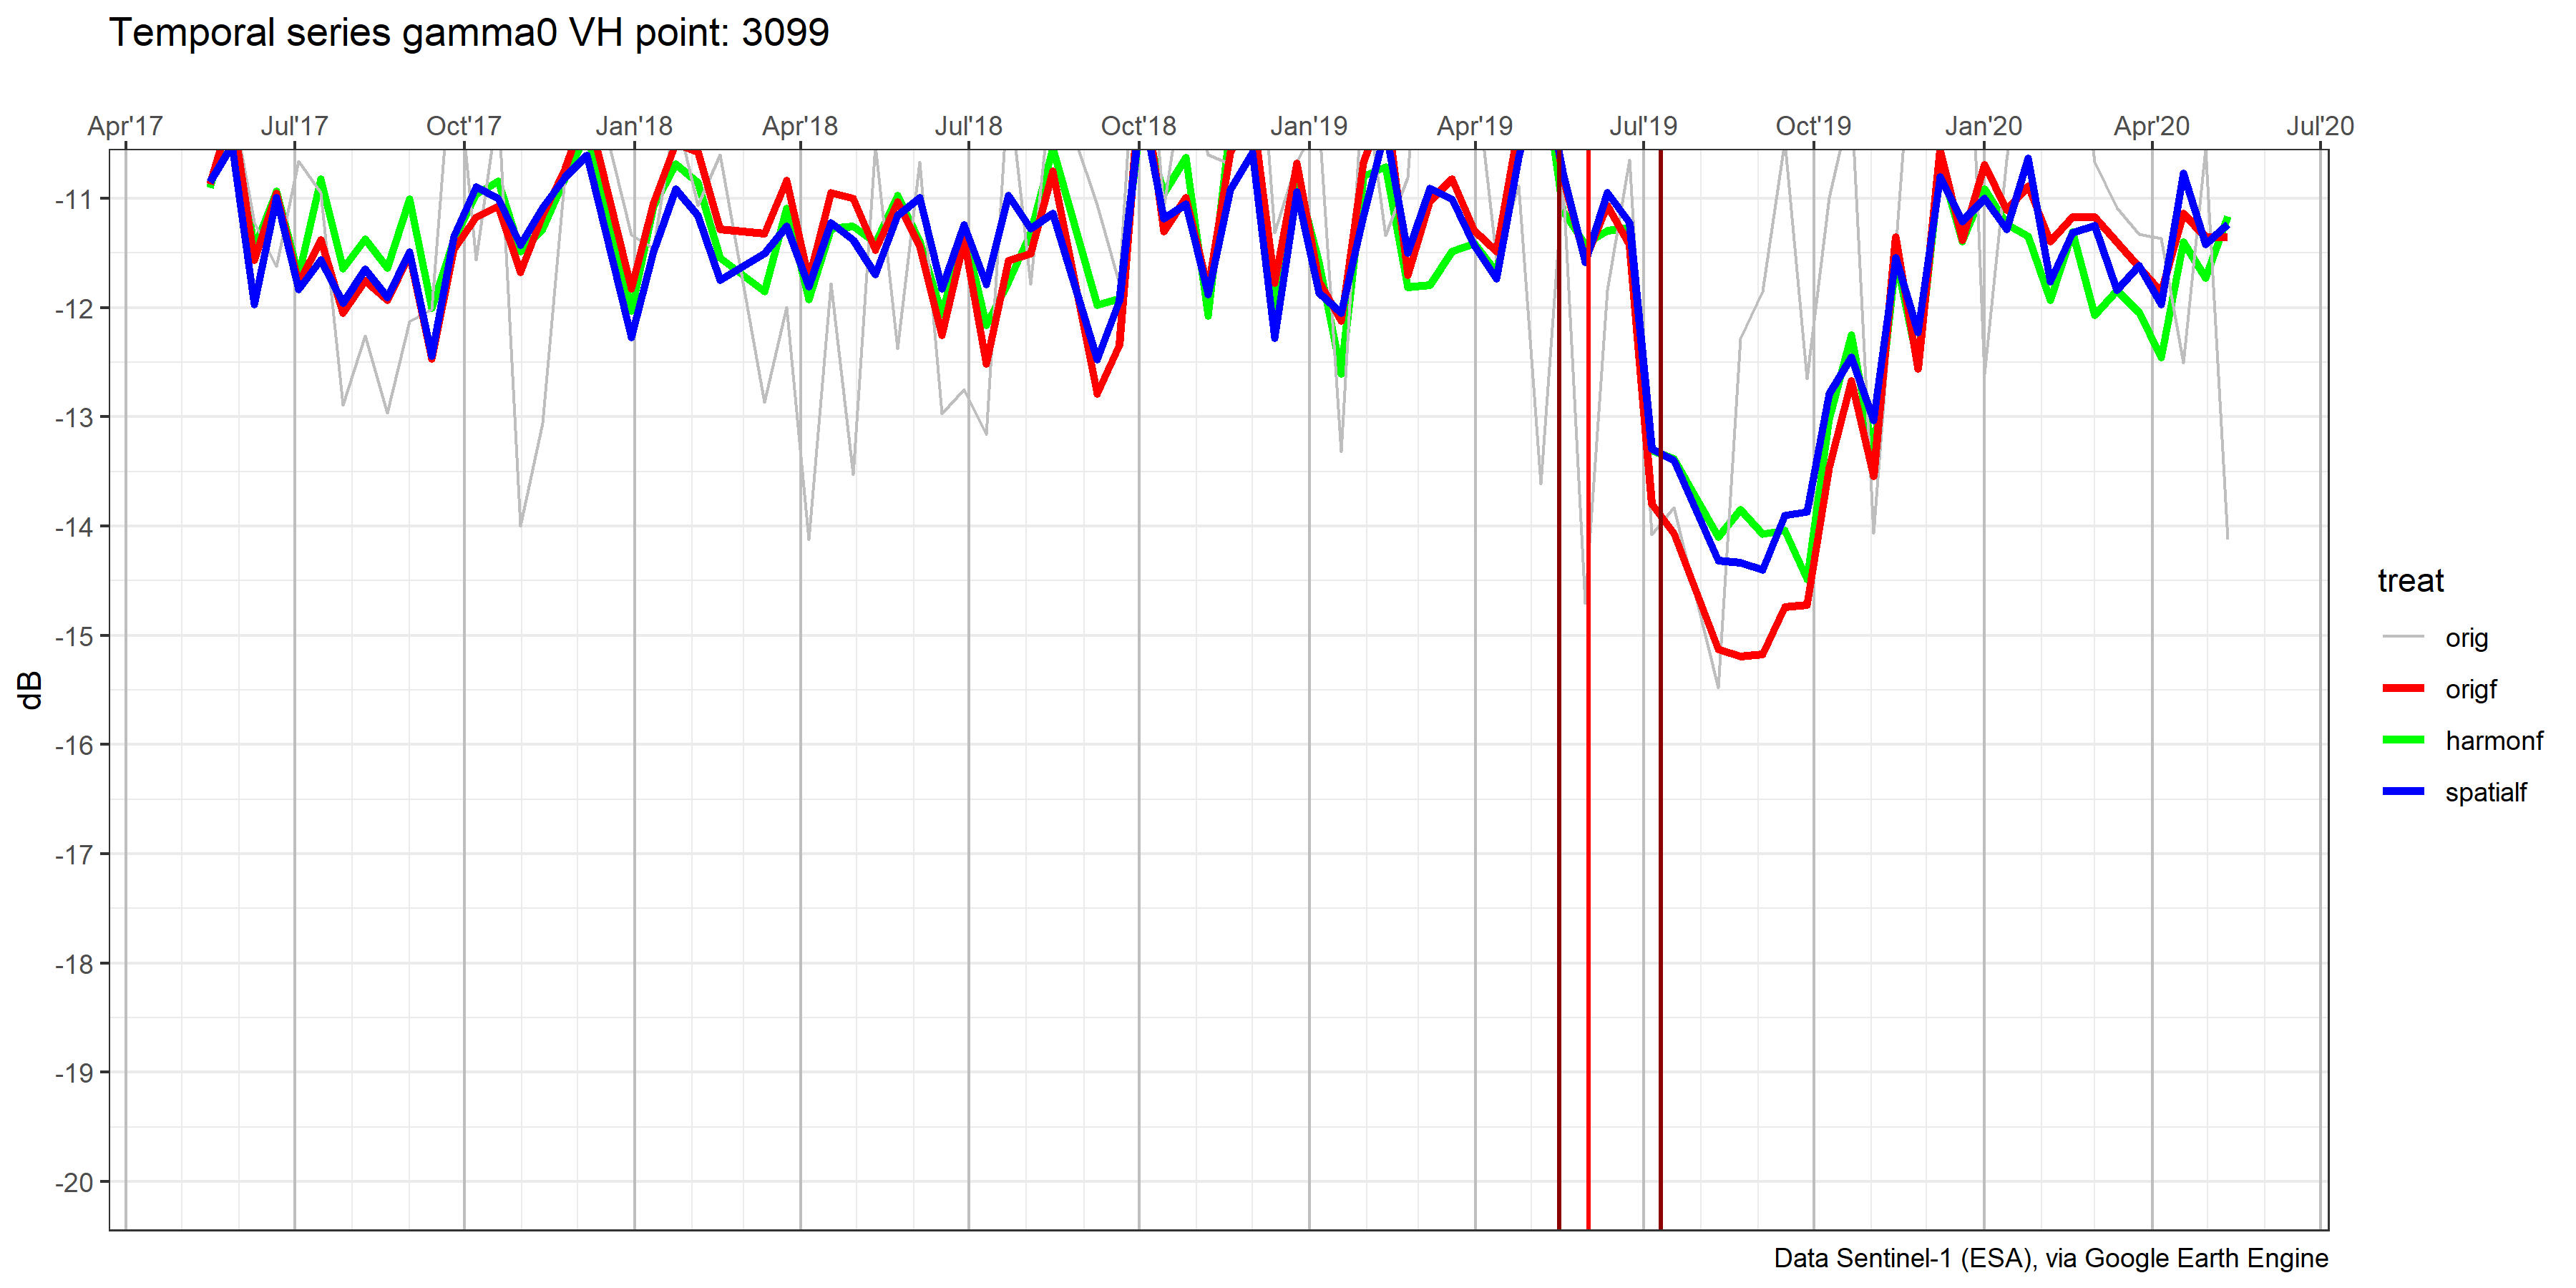 Temporal series gamma0 VH point: 3099
Apr'17 Jul'17 Oct'17 Jan'18 Apr'18 Jul'18 Oct'18 Jan'19 Apr'19 Jul'19 Oct'19 Jan'20 Apr'20 Jul'20
-11
-12
-13
-14
-15
-16
-17
-18
-19
-20
dB
treat
orig
origf
harmonf
spatialf
Data Sentinel-1 (ESA), via Google Earth Engine